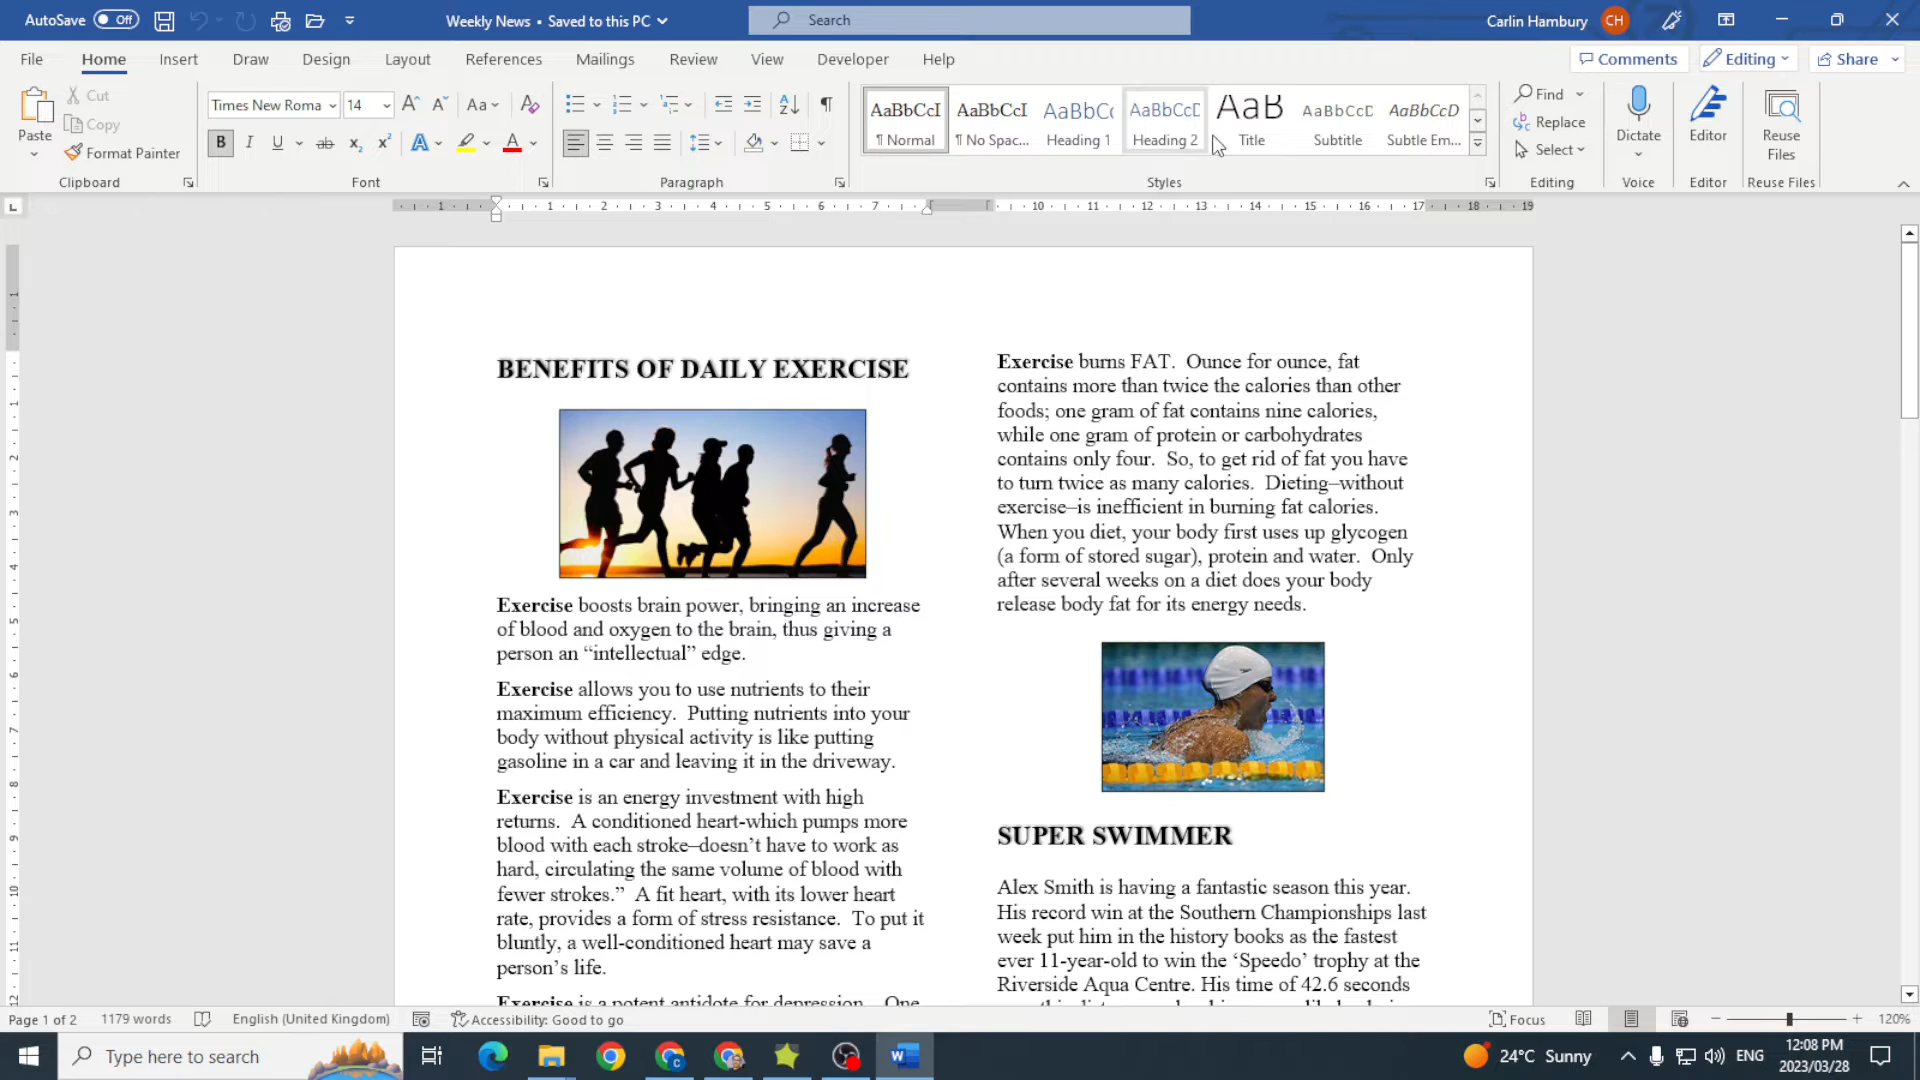 AutoSave Off
Weekly News • Saved to this PC
Search
Carlin Hambury CH
File Home Insert Draw Design Layout References Mailings Review View Developer Help
Comments Editing Share
Paste
Cut
Copy
Format Painter
Clipboard
Times New Roma 14
Font
Paragraph
AaBbCcI ¶ Normal
AaBbCcI ¶ No Spac...
AaBbCc Heading 1
AaBbCcD Heading 2
AaB Title
AaBbCcD Subtitle
AaBbCcD Subtle Em...
Styles
Find
Replace
Select
Editing
Dictate
Voice
Editor
Editor
Reuse Files
Reuse Files
BENEFITS OF DAILY EXERCISE
Exercise boosts brain power, bringing an increase
of blood and oxygen to the brain, thus giving a
person an “intellectual” edge.
Exercise allows you to use nutrients to their
maximum efficiency.  Putting nutrients into your
body without physical activity is like putting
gasoline in a car and leaving it in the driveway.
Exercise is an energy investment with high
returns.  A conditioned heart-which pumps more
blood with each stroke–doesn’t have to work as
hard, circulating the same volume of blood with
fewer strokes.”  A fit heart, with its lower heart
rate, provides a form of stress resistance.  To put it
bluntly, a well-conditioned heart may save a
person’s life.
Exercise is a potent antidote for depression.  One
Exercise burns FAT.  Ounce for ounce, fat
contains more than twice the calories than other
foods; one gram of fat contains nine calories,
while one gram of protein or carbohydrates
contains only four.  So, to get rid of fat you have
to turn twice as many calories.  Dieting–without
exercise–is inefficient in burning fat calories.
When you diet, your body first uses up glycogen
(a form of stored sugar), protein and water.  Only
after several weeks on a diet does your body
release body fat for its energy needs.
SUPER SWIMMER
Alex Smith is having a fantastic season this year.
His record win at the Southern Championships last
week put him in the history books as the fastest
ever 11-year-old to win the ‘Speedo’ trophy at the
Riverside Aqua Centre. His time of 42.6 seconds
Page 1 of 2 1179 words English (United Kingdom) Accessibility: Good to go
Focus 120%
Type here to search
24°C Sunny
ENG
12:08 PM
2023/03/28